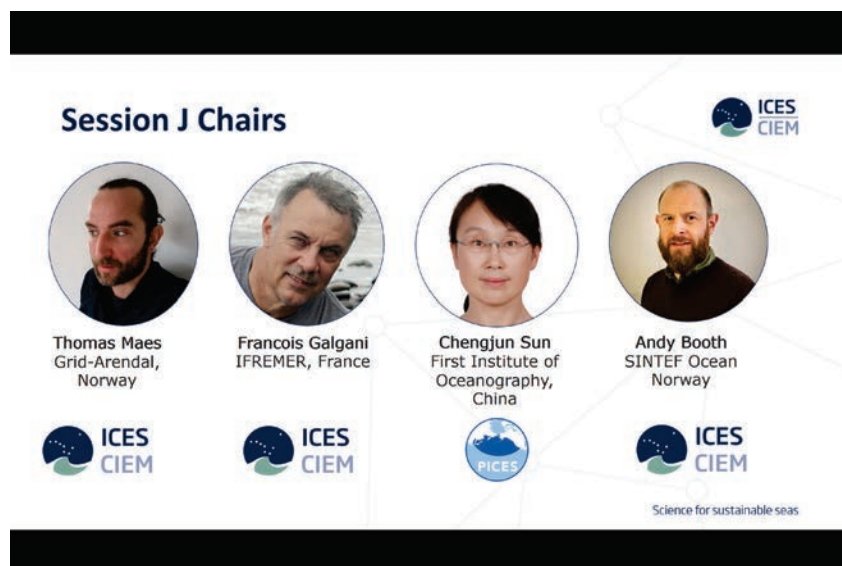 Session J Chairs
ICES
CIEM
Thomas Maes
Grid-Arendal,
Norway
Francois Galgani
IFREMER, France
Chengjun Sun
First Institute of
Oceanography,
China
Andy Booth
SINTEF Ocean
Norway
ICES
CIEM
ICES
CIEM
PICES
ICES
CIEM
Science for sustainable seas